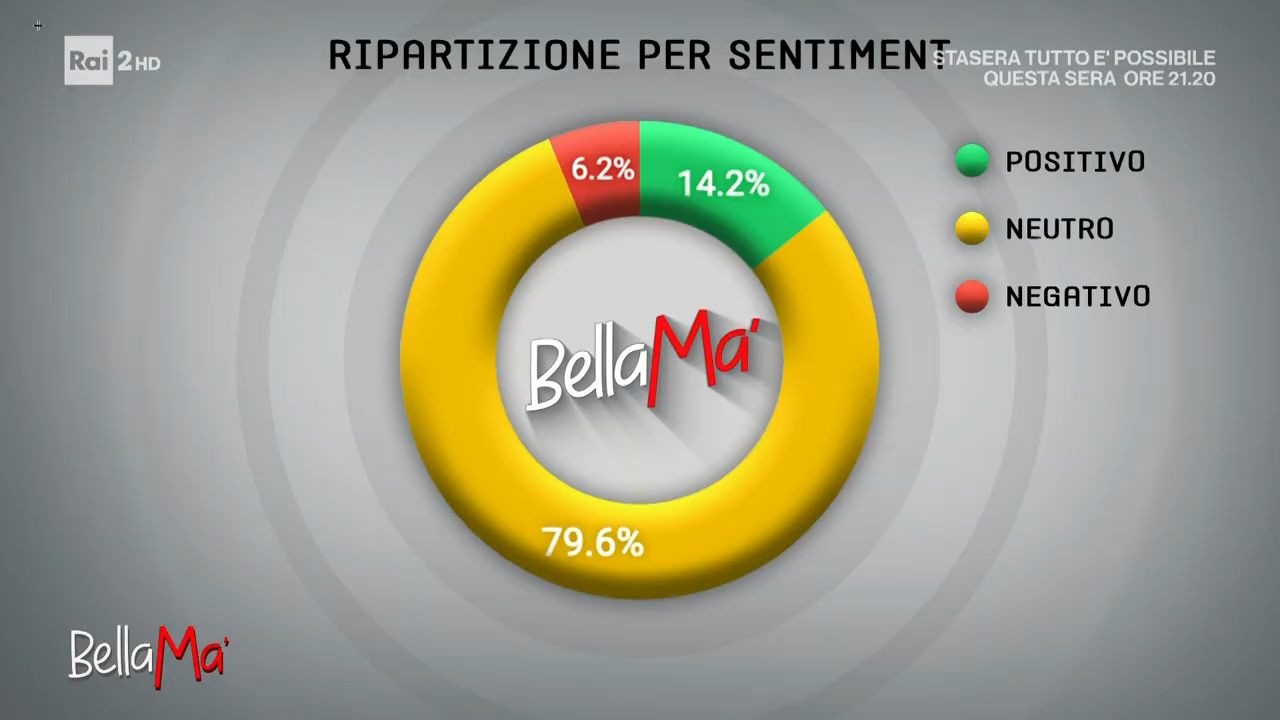 RIPARTIZIONE PER SENTIMENT
Rai 2HD
STASERA TUTTO E' POSSIBILE
QUESTA SERA ORE 21.20
6.2%
14.2%
POSITIVO
NEUTRO
NEGATIVO
BellaMa'
79.6%
BellaMa'